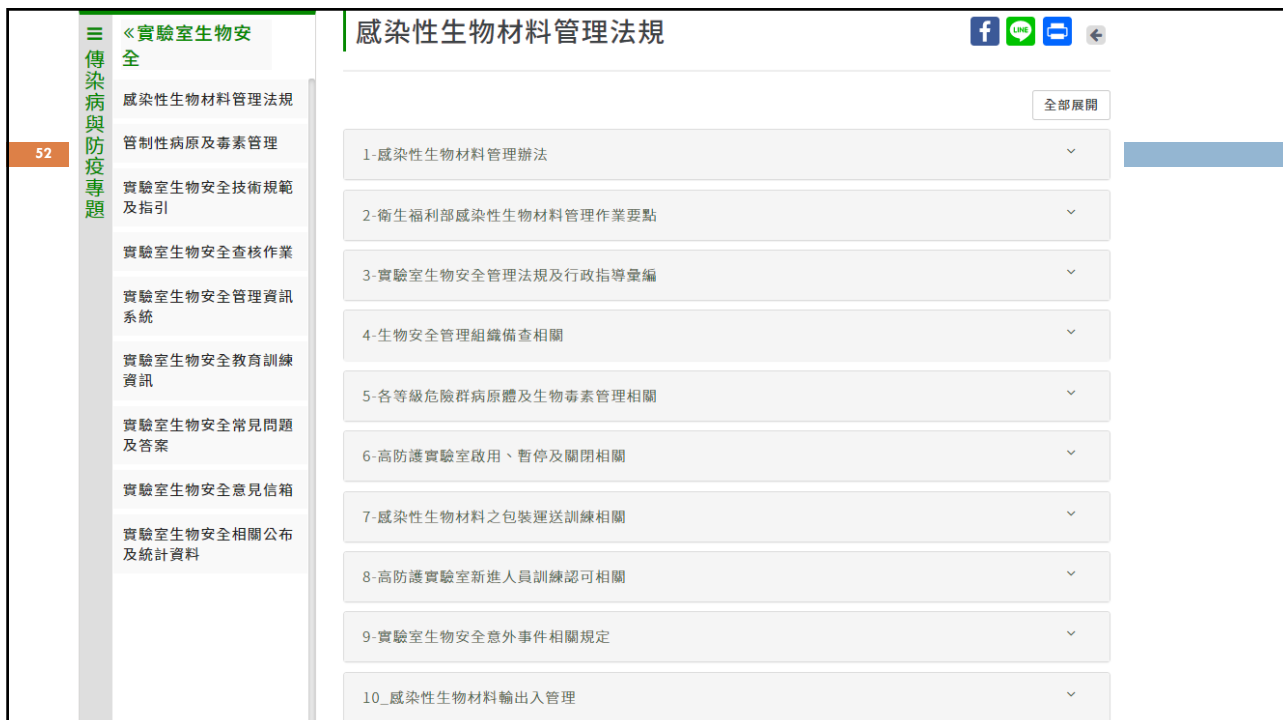 52
☰
傳染病與防疫專題
«實驗室生物安
全
感染性生物材料管理法規
管制性病原及毒素管理
實驗室生物安全技術規範
及指引
實驗室生物安全查核作業
實驗室生物安全管理資訊
系統
實驗室生物安全教育訓練
資訊
實驗室生物安全常見問題
及答案
實驗室生物安全意見信箱
實驗室生物安全相關公布
及統計資料
感染性生物材料管理法規
f
LINE
全部展開
1-感染性生物材料管理辦法
2-衛生福利部感染性生物材料管理作業要點
3-實驗室生物安全管理法規及行政指導彙編
4-生物安全管理組織備查相關
5-各等級危險群病原體及生物毒素管理相關
6-高防護實驗室啟用、暫停及關閉相關
7-感染性生物材料之包裝運送訓練相關
8-高防護實驗室新進人員訓練認可相關
9-實驗室生物安全意外事件相關規定
10_感染性生物材料輸出入管理